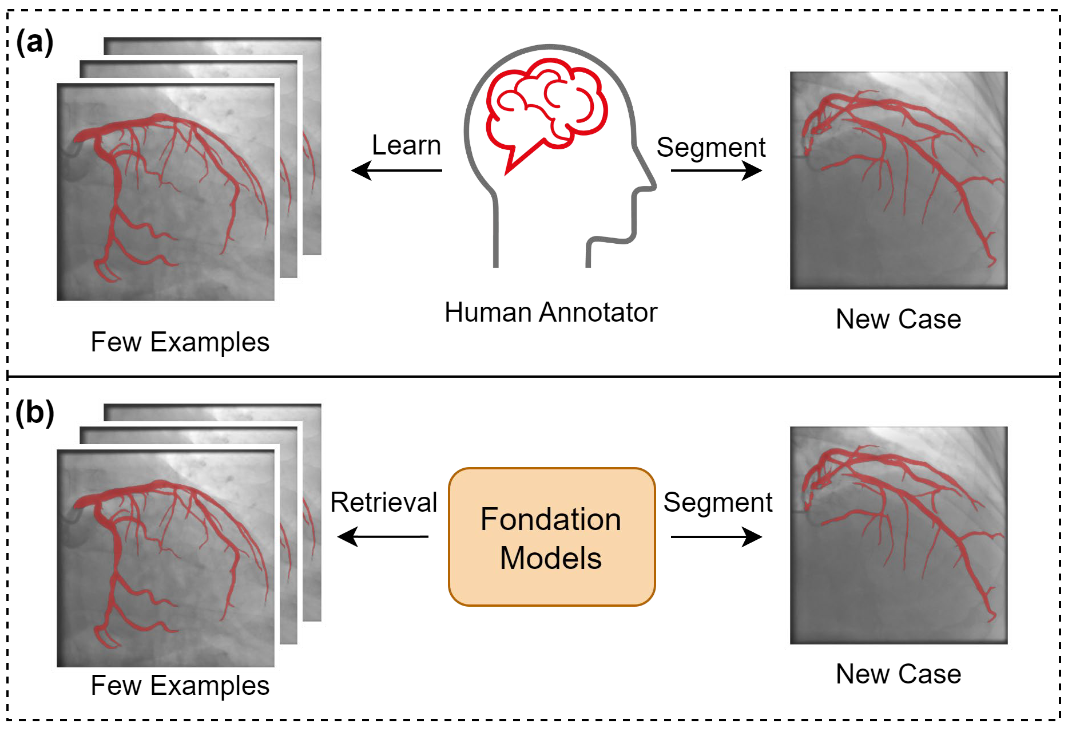 (a)
Learn
Segment
Human Annotator
Few Examples
New Case
(b)
Retrieval
Segment
Fondation
Models
Few Examples
New Case